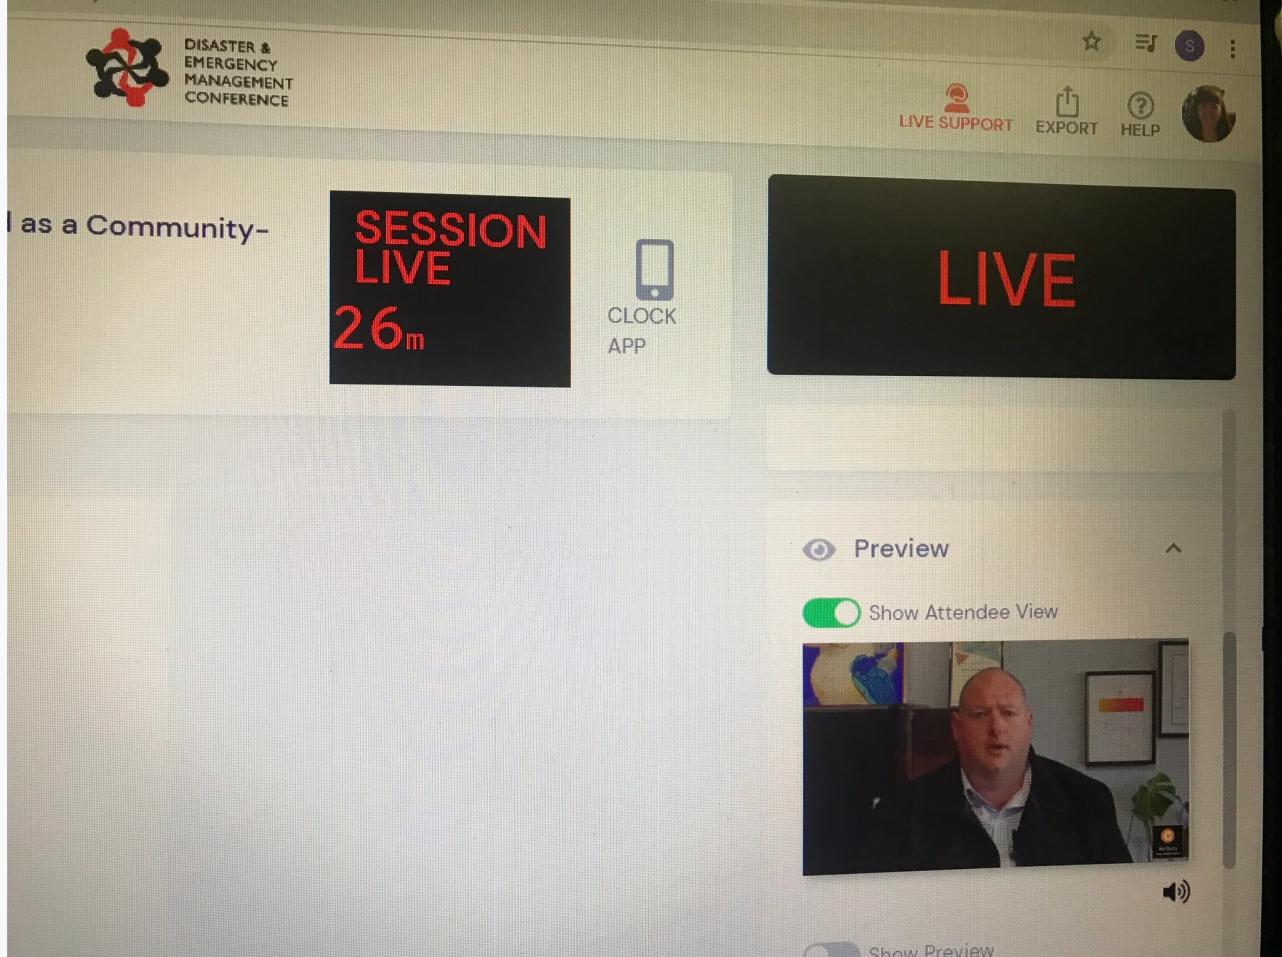 DISASTER &
EMERGENCY
MANAGEMENT
CONFERENCE
S
LIVE SUPPORT
EXPORT
HELP
as a Community-
SESSION
LIVE
26m
CLOCK
APP
LIVE
Preview
Show Attendee View
Show Preview